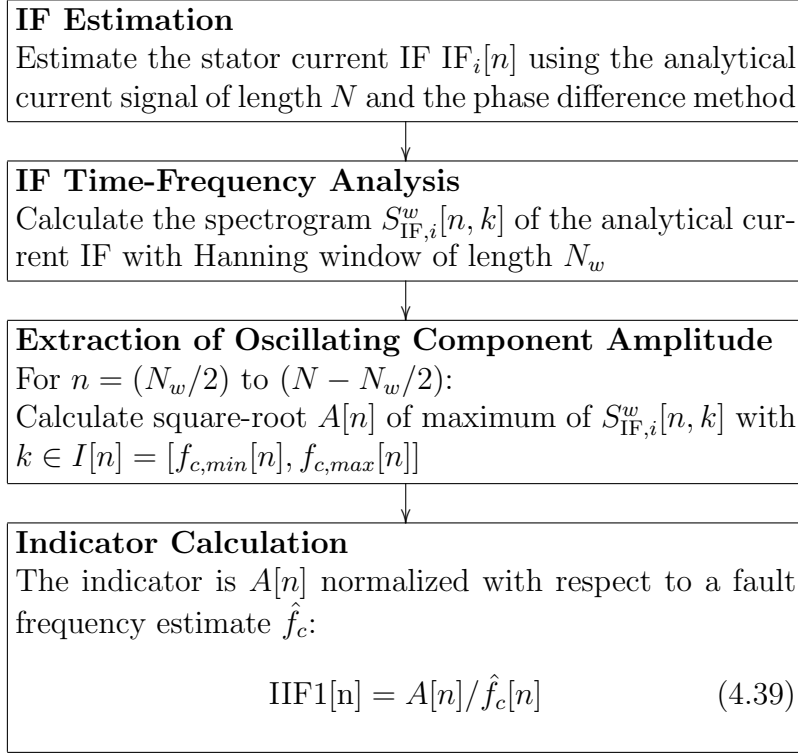 IF Estimation
Estimate the stator current IF IF_i[n] using the analytical
current signal of length N and the phase difference method
IF Time-Frequency Analysis
Calculate the spectrogram S^w_{IF,i}[n, k] of the analytical cur-
rent IF with Hanning window of length N_w
Extraction of Oscillating Component Amplitude
For n = (N_w/2) to (N − N_w/2):
Calculate square-root A[n] of maximum of S^w_{IF,i}[n, k] with
k ∈ I[n] = [f_{c,min}[n], f_{c,max}[n]]
Indicator Calculation
The indicator is A[n] normalized with respect to a fault
frequency estimate \hat{f}_c:
IIF1[n] = A[n]/\hat{f}_c[n] (4.39)